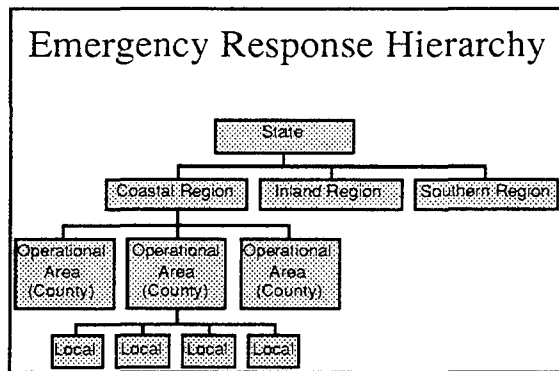 Emergency Response Hierarchy
State
Coastal Region Inland Region Southern Region
Operational Operational Operational
Area Area Area
(County) (County) (County)
Local Local Local Local